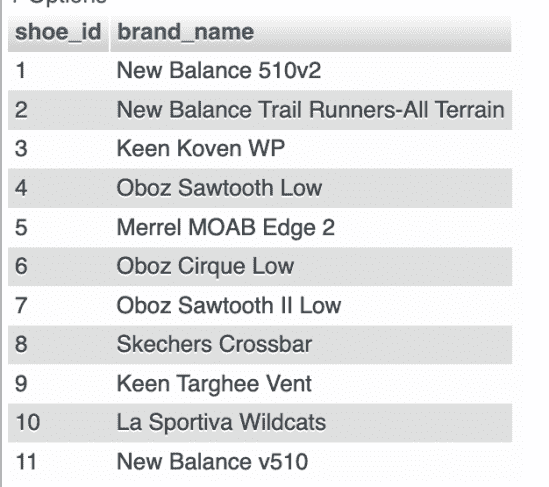 Options
shoe_id brand_name
1 New Balance 510v2
2 New Balance Trail Runners-All Terrain
3 Keen Koven WP
4 Oboz Sawtooth Low
5 Merrel MOAB Edge 2
6 Oboz Cirque Low
7 Oboz Sawtooth II Low
8 Skechers Crossbar
9 Keen Targhee Vent
10 La Sportiva Wildcats
11 New Balance v510